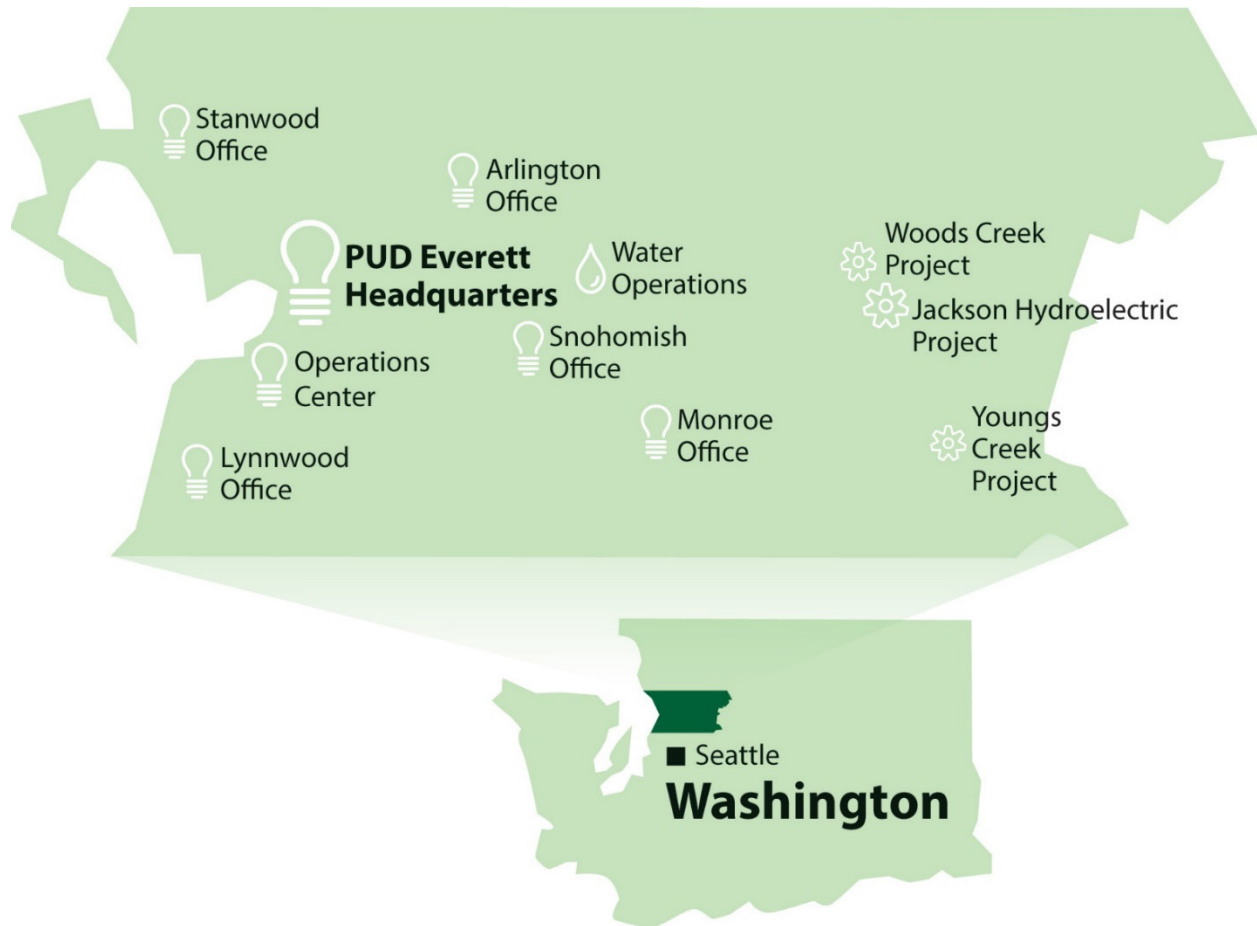 Stanwood
Office
Arlington
Office
PUD Everett
Headquarters
Water
Operations
Woods Creek
Project
Jackson Hydroelectric
Project
Snohomish
Office
Operations
Center
Monroe
Office
Youngs
Creek
Project
Lynnwood
Office
Seattle
Washington